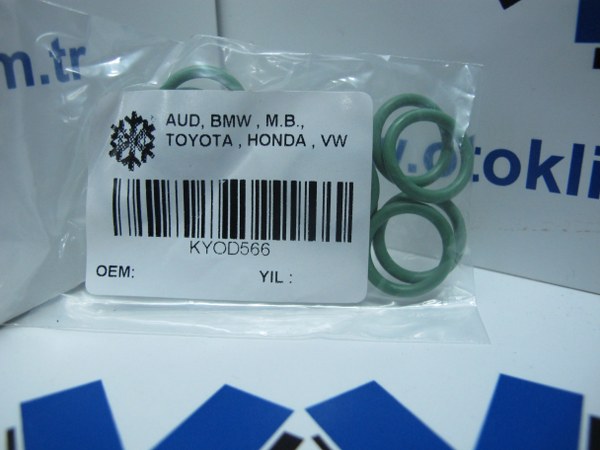 m.tr
AUD, BMW , M.B.,
TOYOTA , HONDA , VW
KYOD566
OEM: YIL :
.otokli